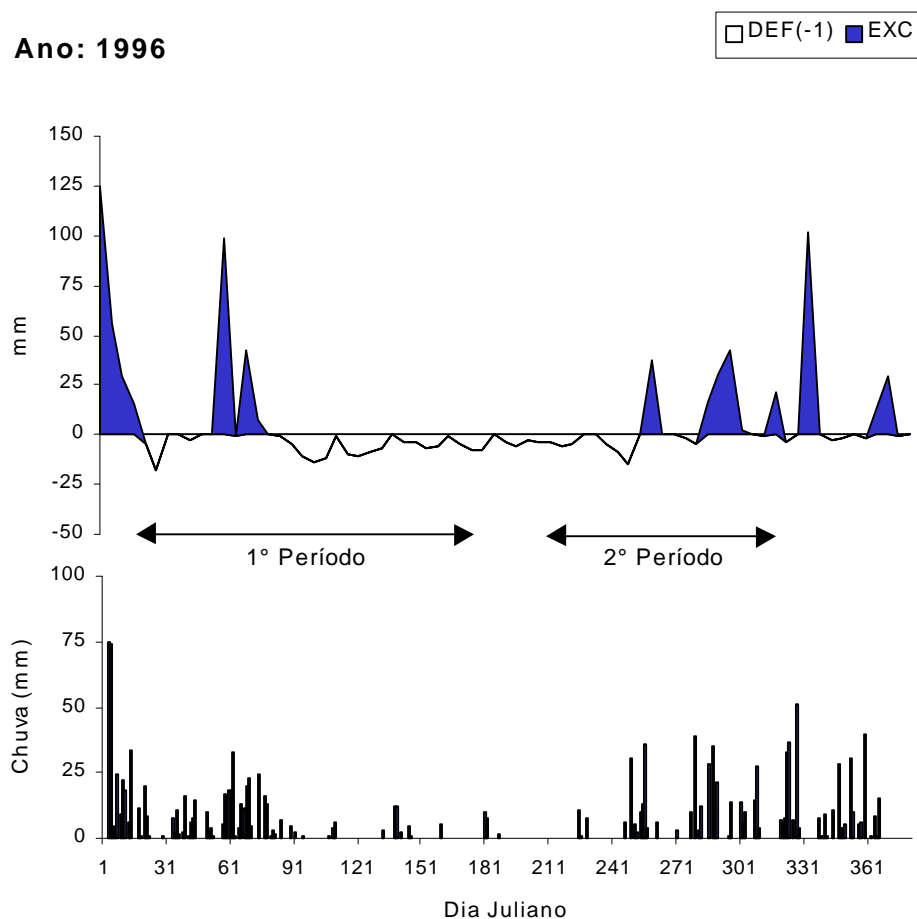 Ano: 1996
DEF(-1) EXC
150
125
100
75
50
25
0
-25
-50
mm
1° Período 2° Período
100
75
50
25
0
Chuva (mm)
1 31 61 91 121 151 181 211 241 271 301 331 361
Dia Juliano